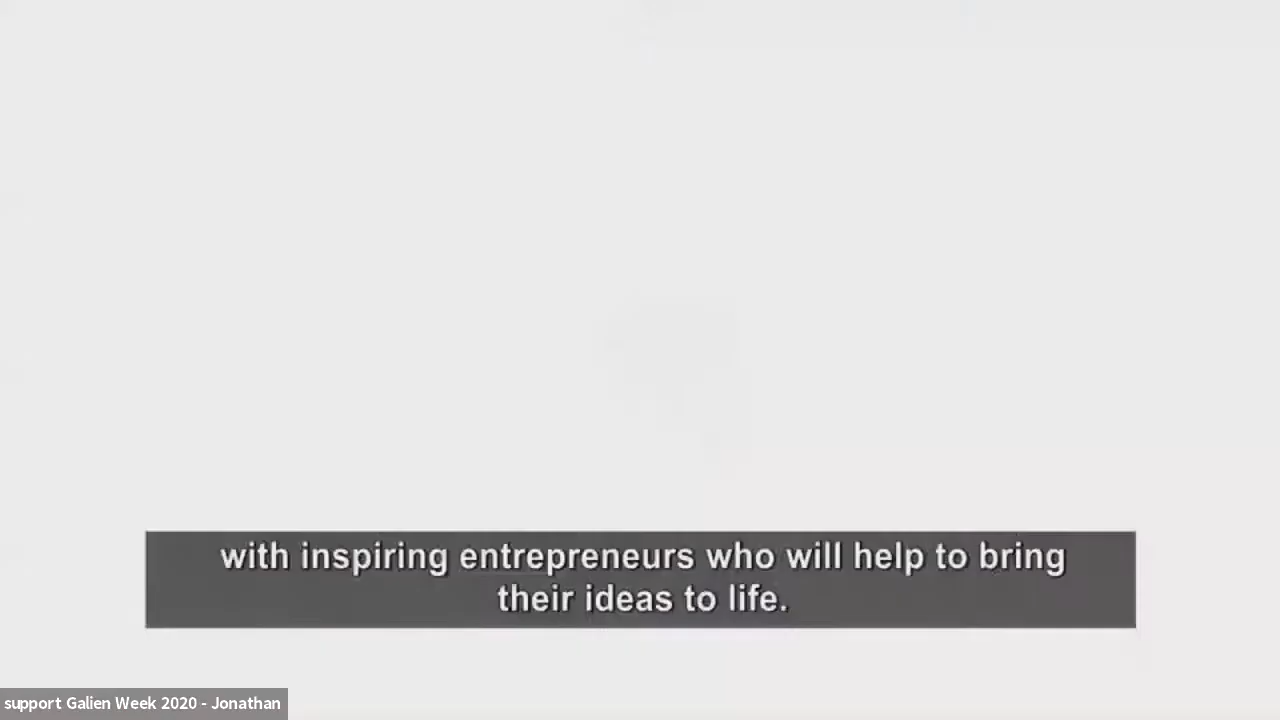 with inspiring entrepreneurs who will help to bring
their ideas to life.
support Galien Week 2020 - Jonathan